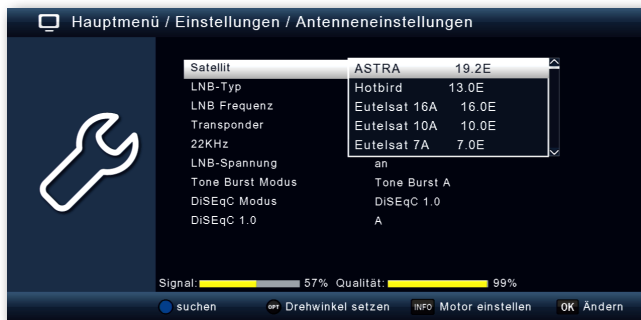 Hauptmenü / Einstellungen / Antenneneinstellungen
Satellit ASTRA 19.2E
LNB-Typ Hotbird 13.0E
LNB Frequenz Eutelsat 16A 16.0E
Transponder Eutelsat 10A 10.0E
22KHz Eutelsat 7A 7.0E
LNB-Spannung an
Tone Burst Modus Tone Burst A
DiSEqC Modus DiSEqC 1.0
DiSEqC 1.0 A
Signal: 57% Qualität: 99%
suchen OPT Drehwinkel setzen INFO Motor einstellen OK Ändern